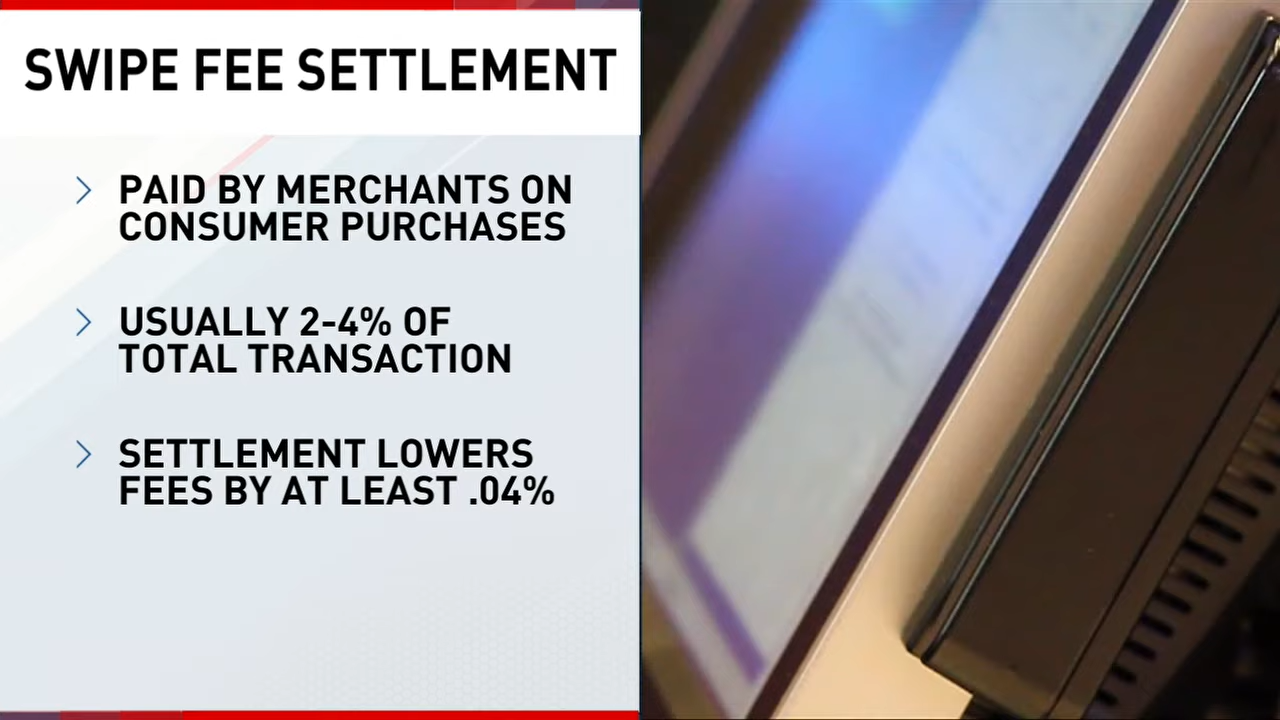 SWIPE FEE SETTLEMENT
PAID BY MERCHANTS ON
CONSUMER PURCHASES
USUALLY 2-4% OF
TOTAL TRANSACTION
SETTLEMENT LOWERS
FEES BY AT LEAST .04%